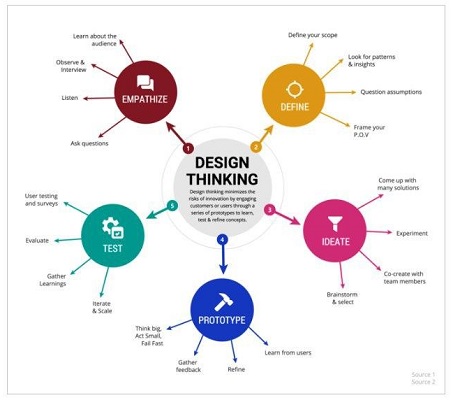 DESIGN
THINKING
Design thinking minimizes the
risks of innovation by engaging
customers or users through a
series of prototypes to learn,
test & refine concepts.
1
EMPATHIZE
Learn about the
audience
Observe &
Interview
Listen
Ask questions
2
DEFINE
Define your scope
Look for patterns
& insights
Question assumptions
Frame your
P.O.V
3
IDEATE
Come up with
many solutions
Experiment
Co-create with
team members
Brainstorm
& select
4
PROTOTYPE
Think big,
Act Small,
Fail Fast
Gather
feedback
Refine
Learn from users
5
TEST
User testing
and surveys
Evaluate
Gather
Learnings
Iterate
& Scale
Source 1
Source 2